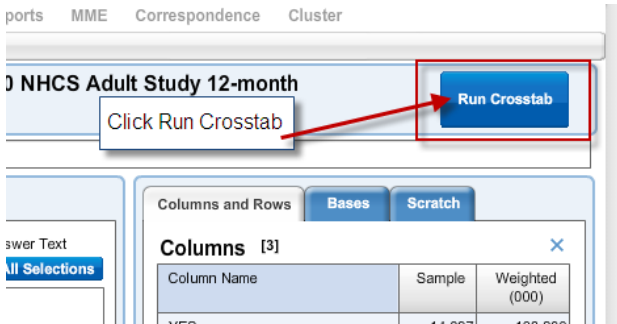 ports MME Correspondence Cluster
0 NHCS Adult Study 12-month
Run Crosstab
Click Run Crosstab
Columns and Rows Bases Scratch
swer Text
Columns [3]
All Selections
Column Name Sample Weighted
(000)